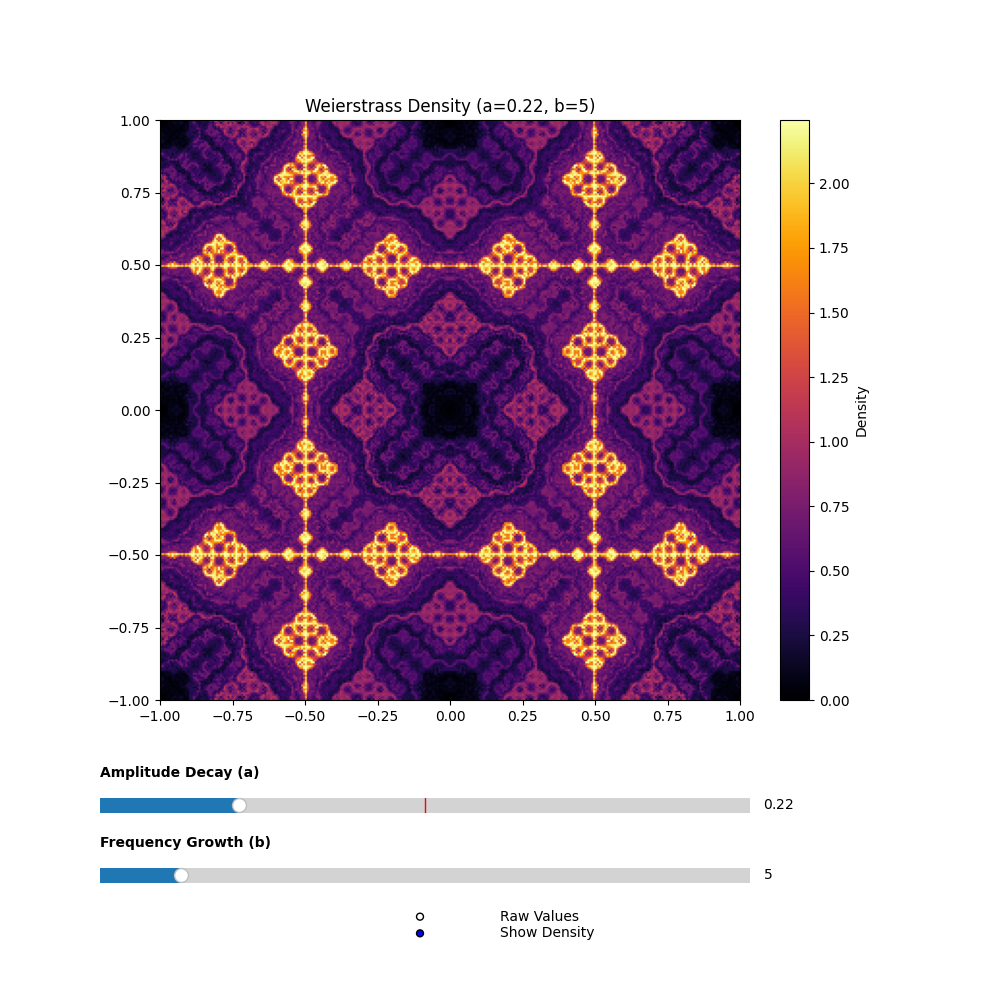 Weierstrass Density (a=0.22, b=5)
1.00
0.75
0.50
0.25
0.00
−0.25
−0.50
−0.75
−1.00
−1.00 −0.75 −0.50 −0.25 0.00 0.25 0.50 0.75 1.00
2.00
1.75
1.50
1.25
1.00
0.75
0.50
0.25
0.00
Density
Amplitude Decay (a)
0.22
Frequency Growth (b)
5
Raw Values
Show Density